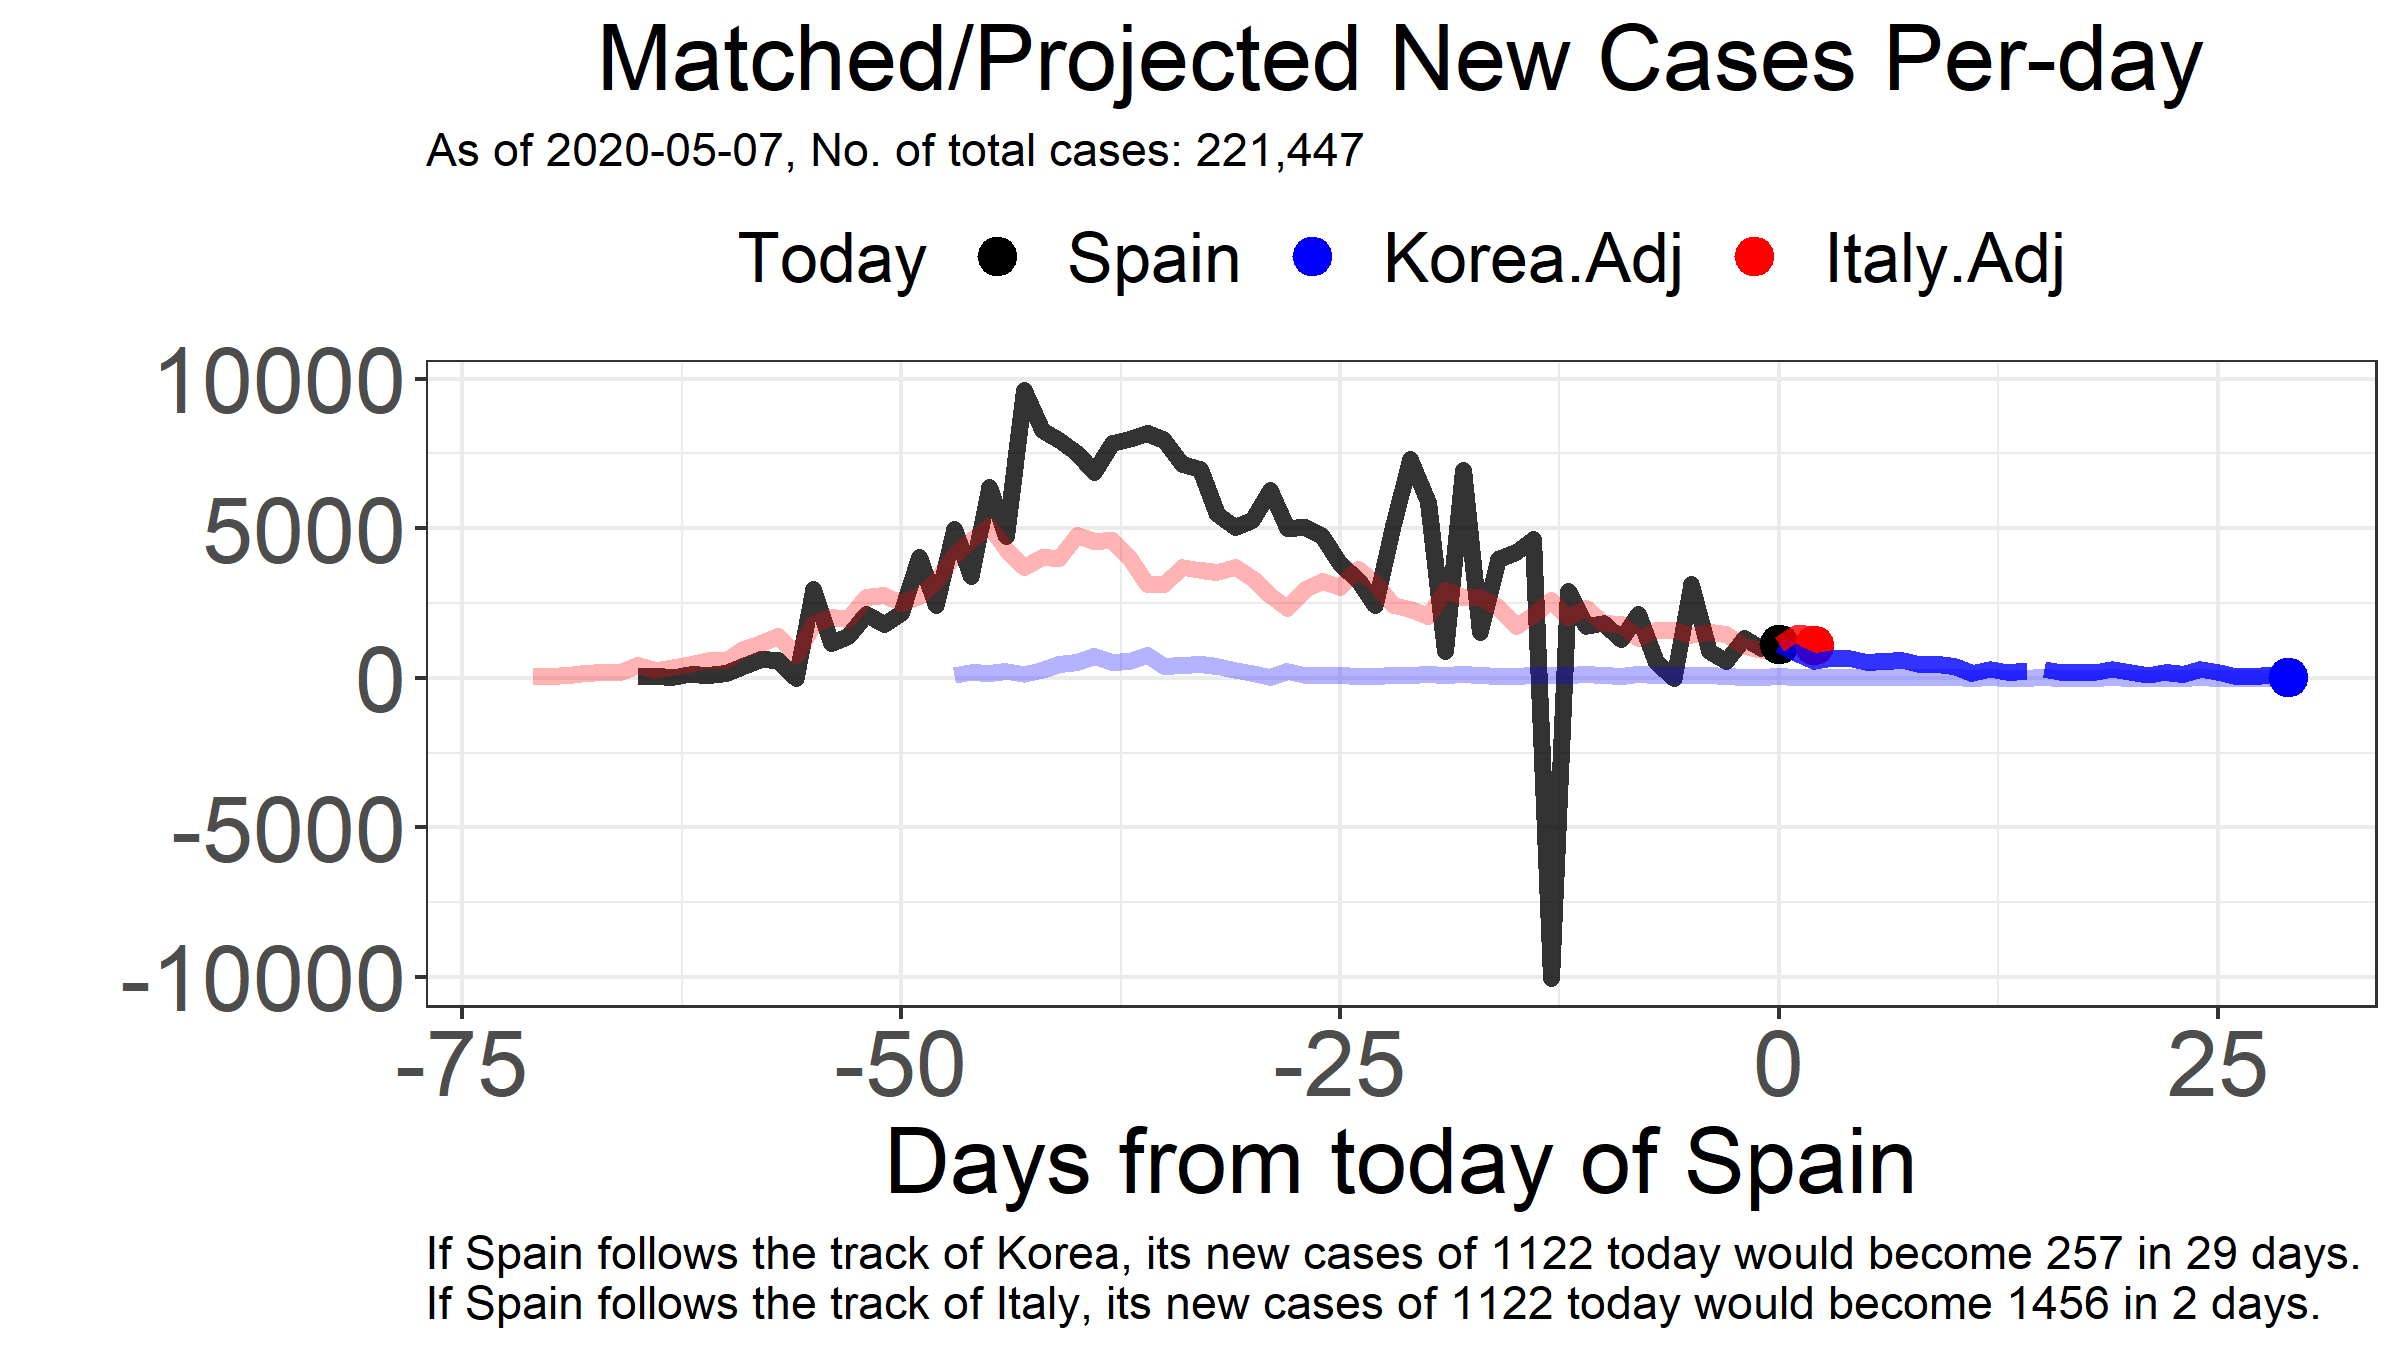 Matched/Projected New Cases Per-day
As of 2020-05-07, No. of total cases: 221,447
Today Spain Korea.Adj Italy.Adj
10000
5000
0
-5000
-10000
-75 -50 -25 0 25
Days from today of Spain
If Spain follows the track of Korea, its new cases of 1122 today would become 257 in 29 days.
If Spain follows the track of Italy, its new cases of 1122 today would become 1456 in 2 days.